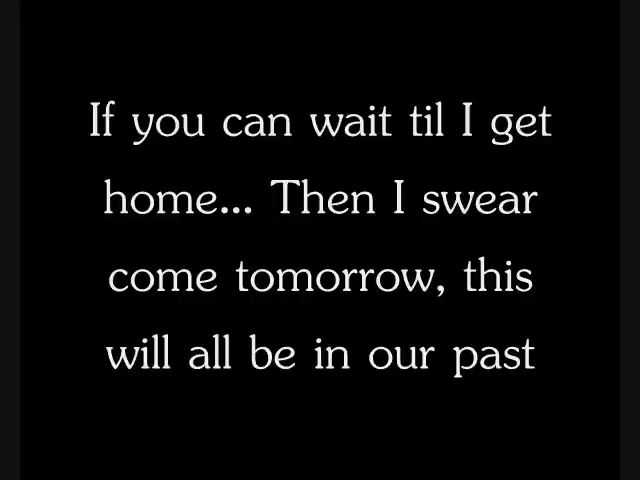 If you can wait til I get
home... Then I swear
come tomorrow, this
will all be in our past